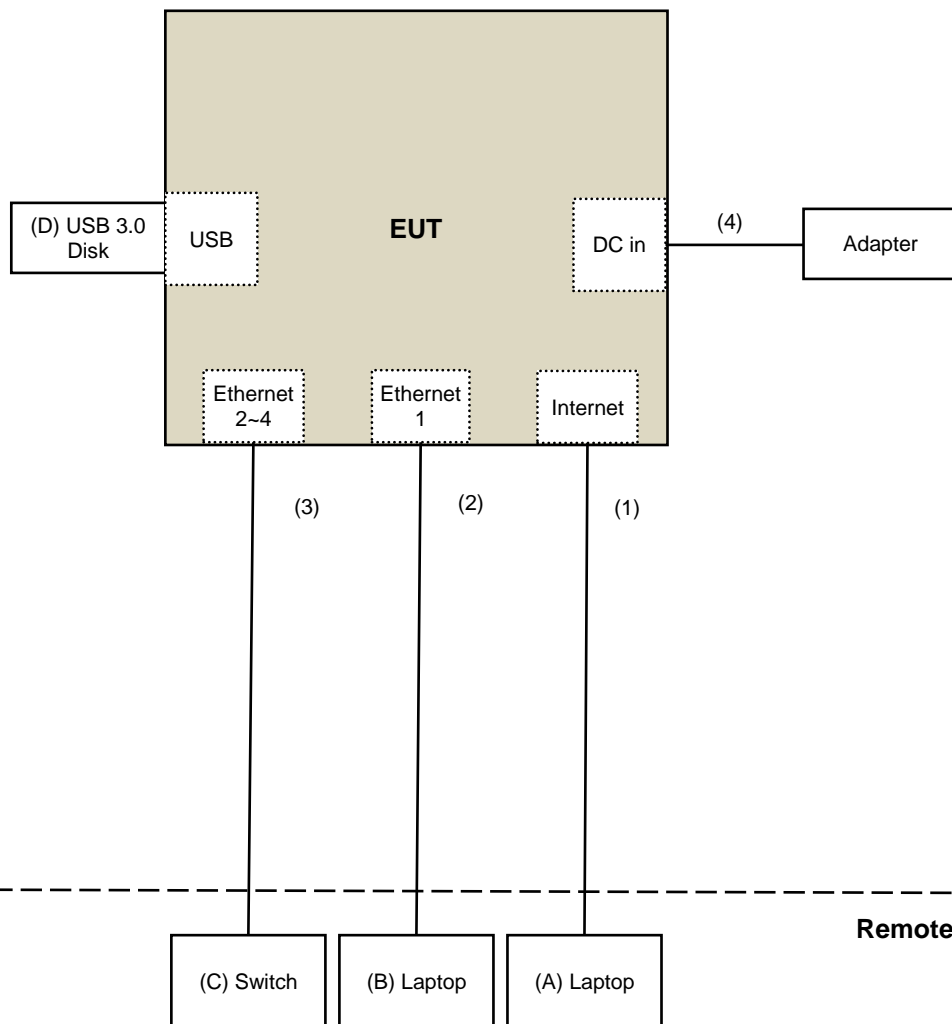 (D) USB 3.0
Disk
USB
EUT
DC in
(4)
Adapter
Ethernet
2~4
Ethernet
1
Internet
(3)
(2)
(1)
Remote
(C) Switch
(B) Laptop
(A) Laptop